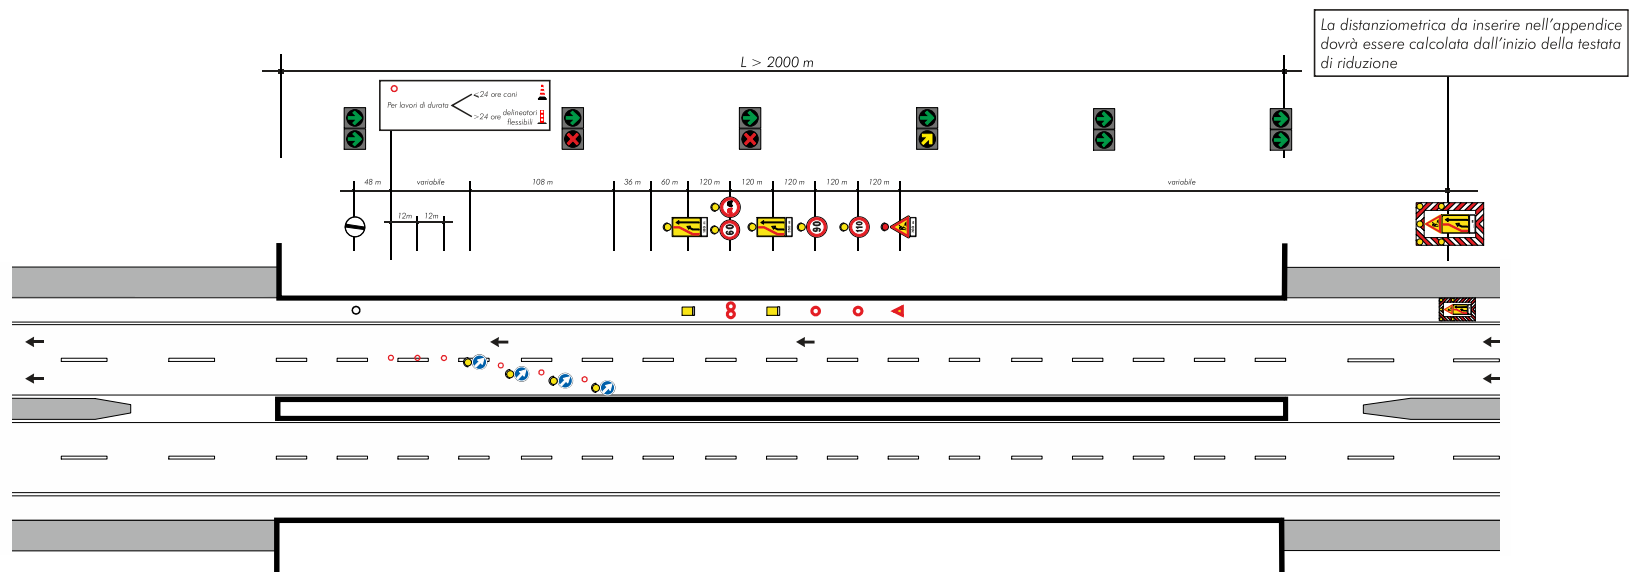 La distanziometrica da inserire nell'appendice
dovrà essere calcolata dall'inizio della testata
di riduzione
L > 2000 m
Per lavori di durata
<24 ore coni
>24 ore delineatori
flessibili
48 m
variabile
108 m
36 m
60 m
120 m
120 m
120 m
120 m
120 m
variabile
12m
12m
60
90
110